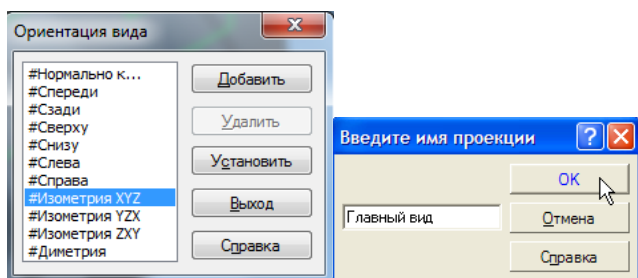 Ориентация вида
#Нормально к...
#Спереди
#Сзади
#Сверху
#Снизу
#Слева
#Справа
#Изометрия XYZ
#Изометрия YZX
#Изометрия ZXY
#Диметрия
Добавить
Удалить
Установить
Выход
Справка
Введите имя проекции
Главный вид
OK
Отмена
Справка